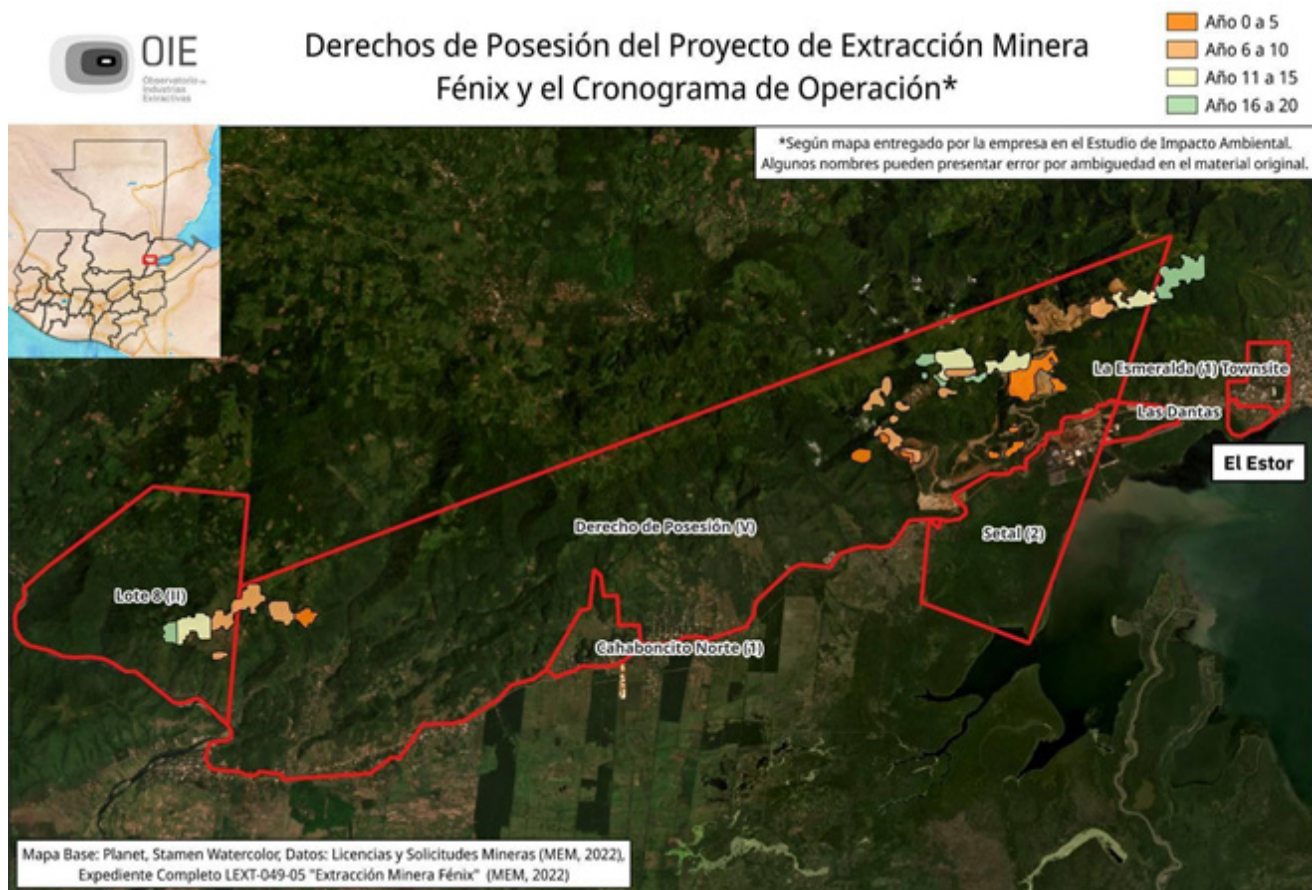 OIE
Observatorio de
Industrias
Extractivas
Derechos de Posesión del Proyecto de Extracción Minera
Fénix y el Cronograma de Operación*
Año 0 a 5
Año 6 a 10
Año 11 a 15
Año 16 a 20
*Según mapa entregado por la empresa en el Estudio de Impacto Ambiental.
Algunos nombres pueden presentar error por ambiguedad en el material original.
La Esmeralda (1) Townsite
Las Dantas
El Estor
Derecho de Posesión (V)
Setal (2)
Lote 8 (II)
Cahaboncito Norte (1)
Mapa Base: Planet, Stamen Watercolor, Datos: Licencias y Solicitudes Mineras (MEM, 2022),
Expediente Completo LEXT-049-05 "Extracción Minera Fénix" (MEM, 2022)